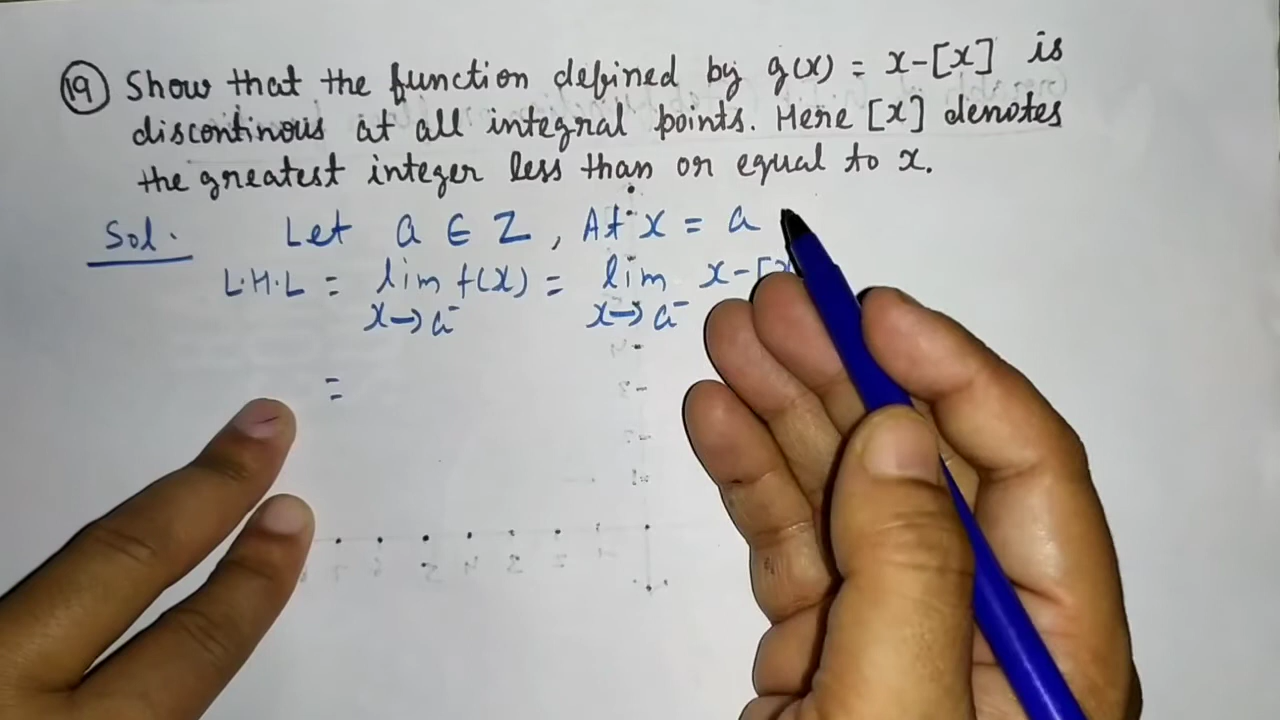 19 Show that the function defined by g(x) = x-[x] is
discontinous at all integral points. Here [x] denotes
the greatest integer less than or equal to x.
Sol. Let a ∈ Z, At x = a
L.H.L = lim f(x) = lim x-[x
x→a⁻ x→a⁻
=